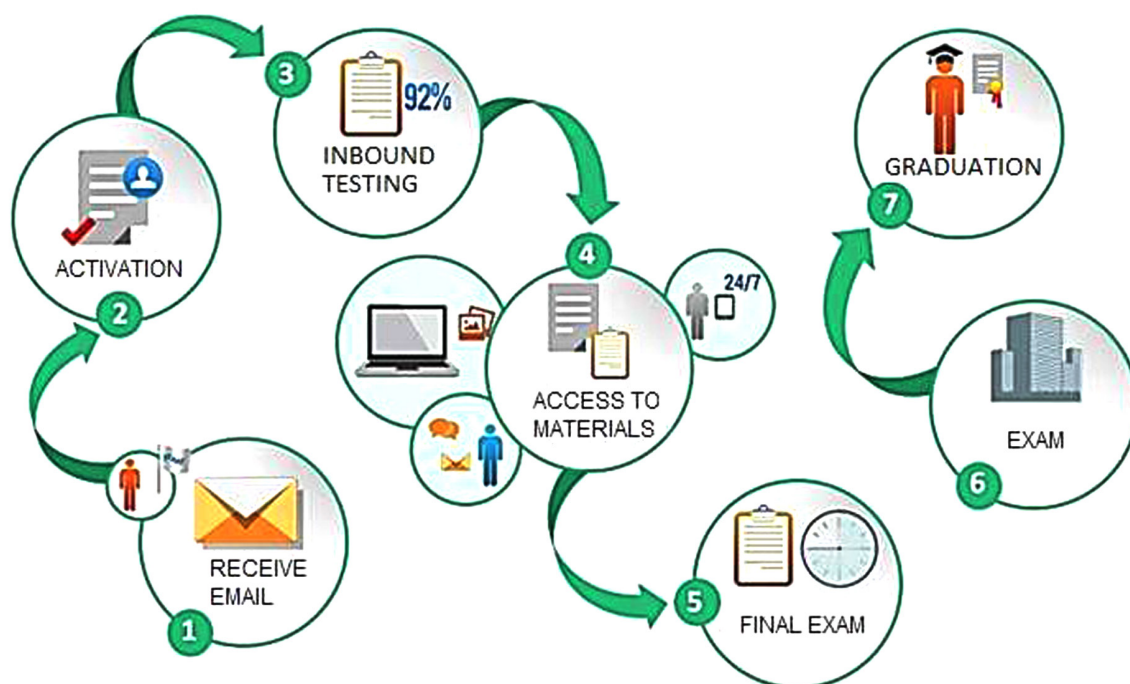 1
RECEIVE
EMAIL
2
ACTIVATION
3
92%
INBOUND
TESTING
4
24/7
ACCESS TO
MATERIALS
5
FINAL EXAM
6
EXAM
7
GRADUATION